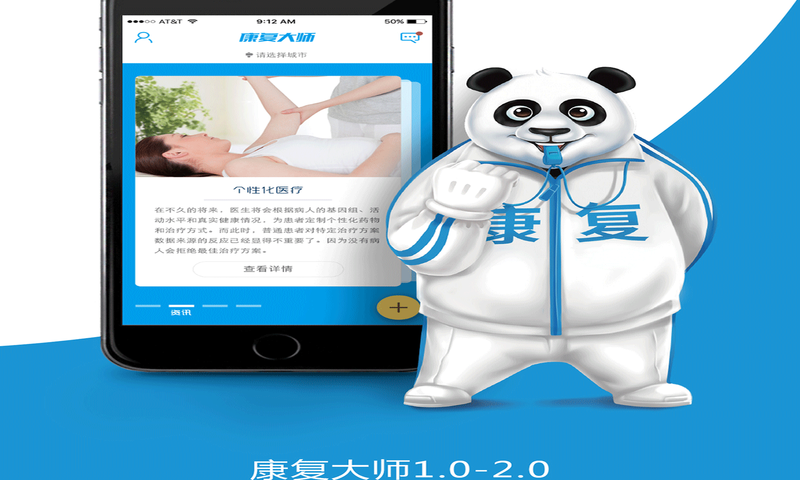 AT&T 9:12 AM 50%
康复大师
请选择城市
个性化医疗
在不久的将来，医生将会根据病人的基因组、活
动水平和真实健康情况，为患者定制个性化药物
和治疗方式。而此时，普通患者对特定治疗方案
数据来源的反应已经显得不重要了。因为没有病
人会拒绝最佳治疗方案。
查看详情
资讯
康复
康复大师1.0-2.0